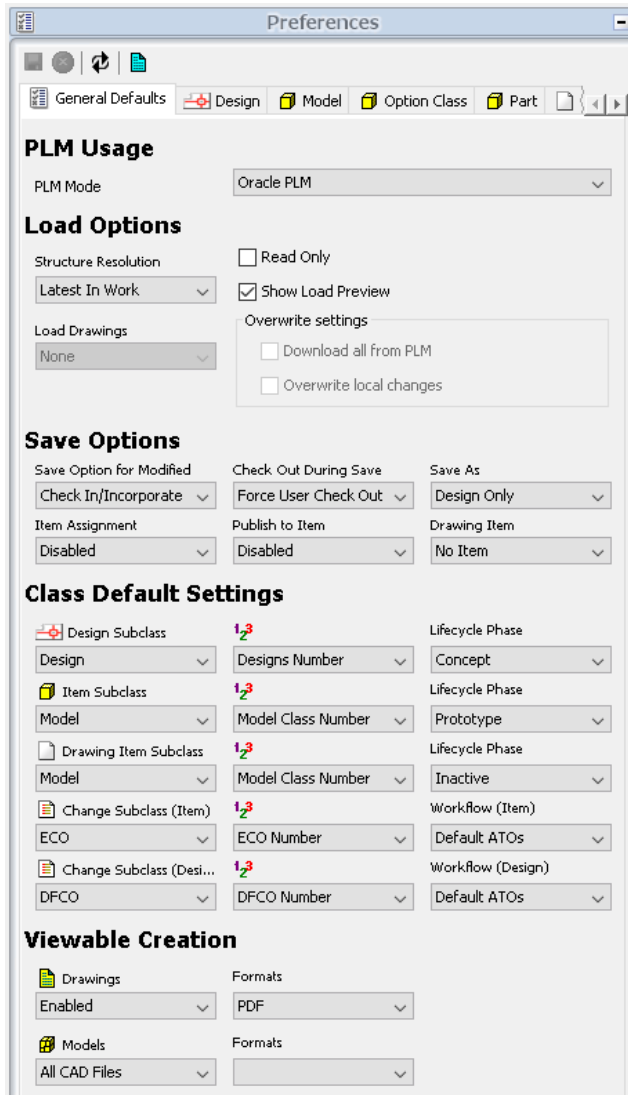 Preferences
General Defaults Design Model Option Class Part
PLM Usage
PLM Mode Oracle PLM
Load Options
Structure Resolution Read Only
Latest In Work Show Load Preview
Load Drawings Overwrite settings
None Download all from PLM
Overwrite local changes
Save Options
Save Option for Modified Check Out During Save Save As
Check In/Incorporate Force User Check Out Design Only
Item Assignment Publish to Item Drawing Item
Disabled Disabled No Item
Class Default Settings
Design Subclass 123 Lifecycle Phase
Design Designs Number Concept
Item Subclass 123 Lifecycle Phase
Model Model Class Number Prototype
Drawing Item Subclass 123 Lifecycle Phase
Model Model Class Number Inactive
Change Subclass (Item) 123 Workflow (Item)
ECO ECO Number Default ATOs
Change Subclass (Desi... 123 Workflow (Design)
DFCO DFCO Number Default ATOs
Viewable Creation
Drawings Formats
Enabled PDF
Models Formats
All CAD Files